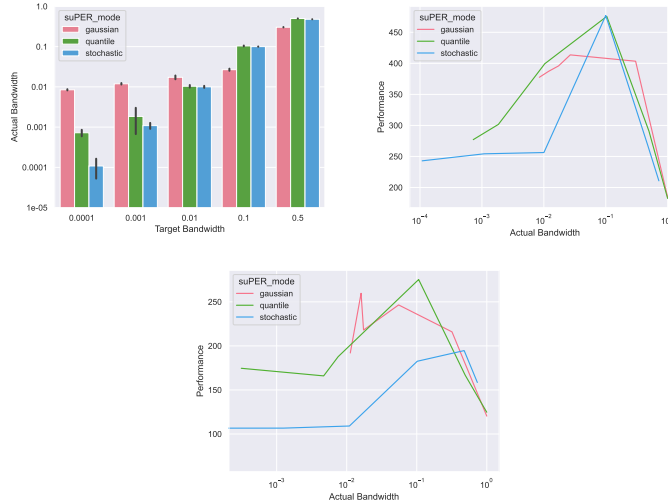 suPER_mode
gaussian
quantile
stochastic
1.0
0.1
0.01
0.001
0.0001
1e-05
Actual Bandwidth
0.0001 0.001 0.01 0.1 0.5
Target Bandwidth
suPER_mode
gaussian
quantile
stochastic
450
400
350
300
250
200
Performance
10⁻⁴ 10⁻³ 10⁻² 10⁻¹
Actual Bandwidth
suPER_mode
gaussian
quantile
stochastic
250
200
150
100
Performance
10⁻³ 10⁻² 10⁻¹ 10⁰
Actual Bandwidth